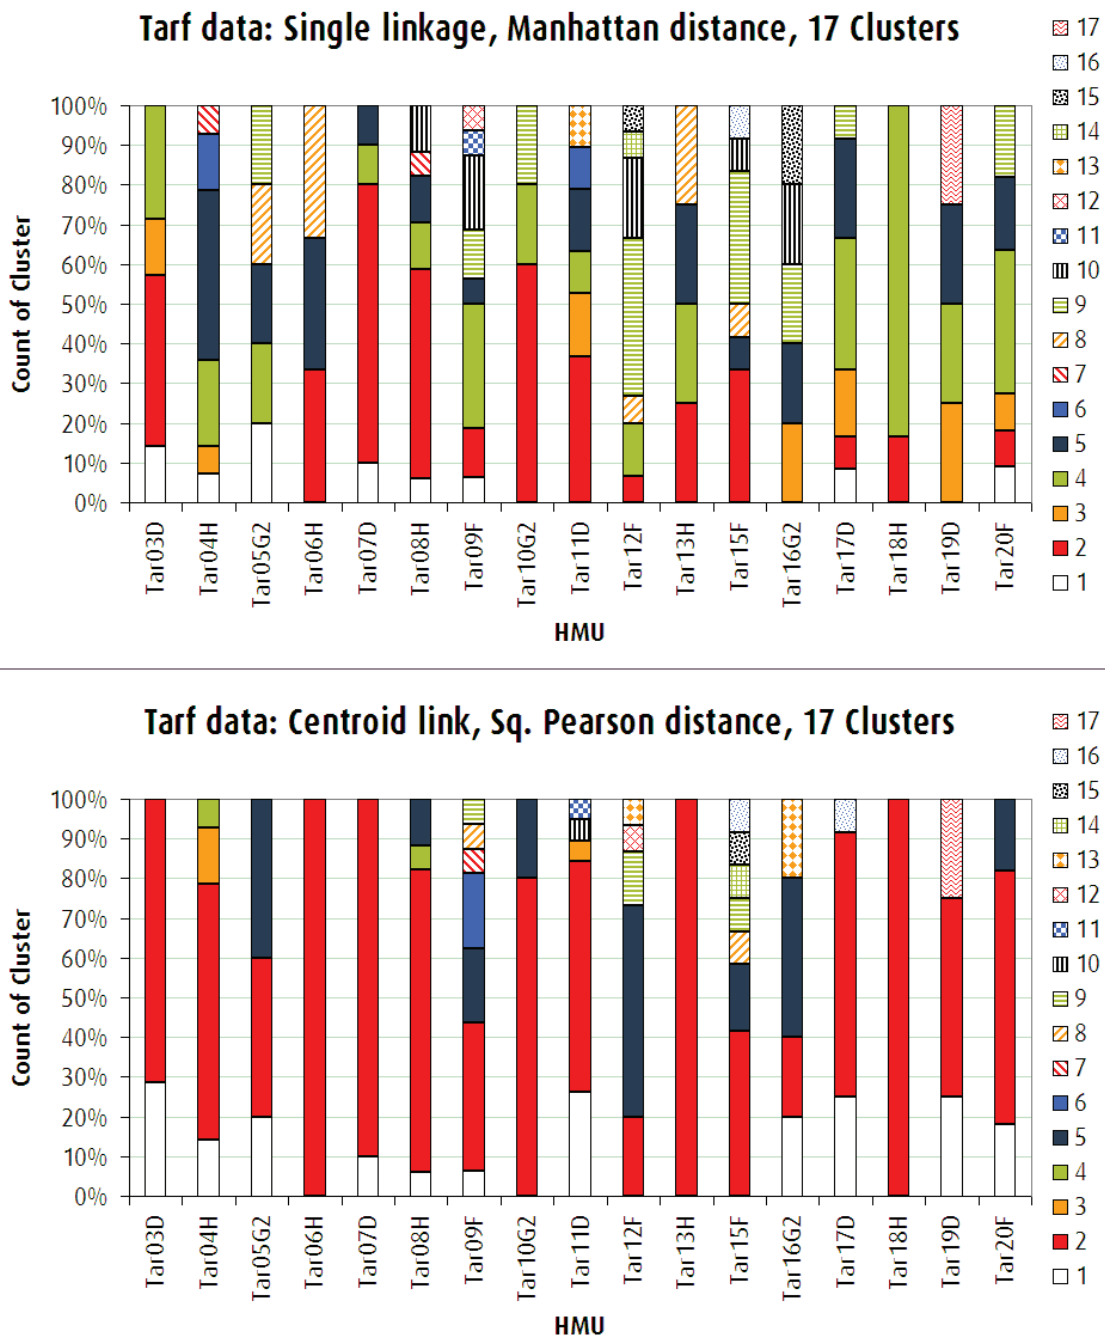 Tarf data: Single linkage, Manhattan distance, 17 Clusters
17
16
15
14
13
12
11
10
9
8
7
6
5
4
3
2
1
100%
90%
80%
70%
60%
50%
40%
30%
20%
10%
0%
Count of Cluster
Tar03D
Tar04H
Tar05G2
Tar06H
Tar07D
Tar08H
Tar09F
Tar10G2
Tar11D
Tar12F
Tar13H
Tar15F
Tar16G2
Tar17D
Tar18H
Tar19D
Tar20F
HMU
Tarf data: Centroid link, Sq. Pearson distance, 17 Clusters
17
16
15
14
13
12
11
10
9
8
7
6
5
4
3
2
1
100%
90%
80%
70%
60%
50%
40%
30%
20%
10%
0%
Count of Cluster
Tar03D
Tar04H
Tar05G2
Tar06H
Tar07D
Tar08H
Tar09F
Tar10G2
Tar11D
Tar12F
Tar13H
Tar15F
Tar16G2
Tar17D
Tar18H
Tar19D
Tar20F
HMU